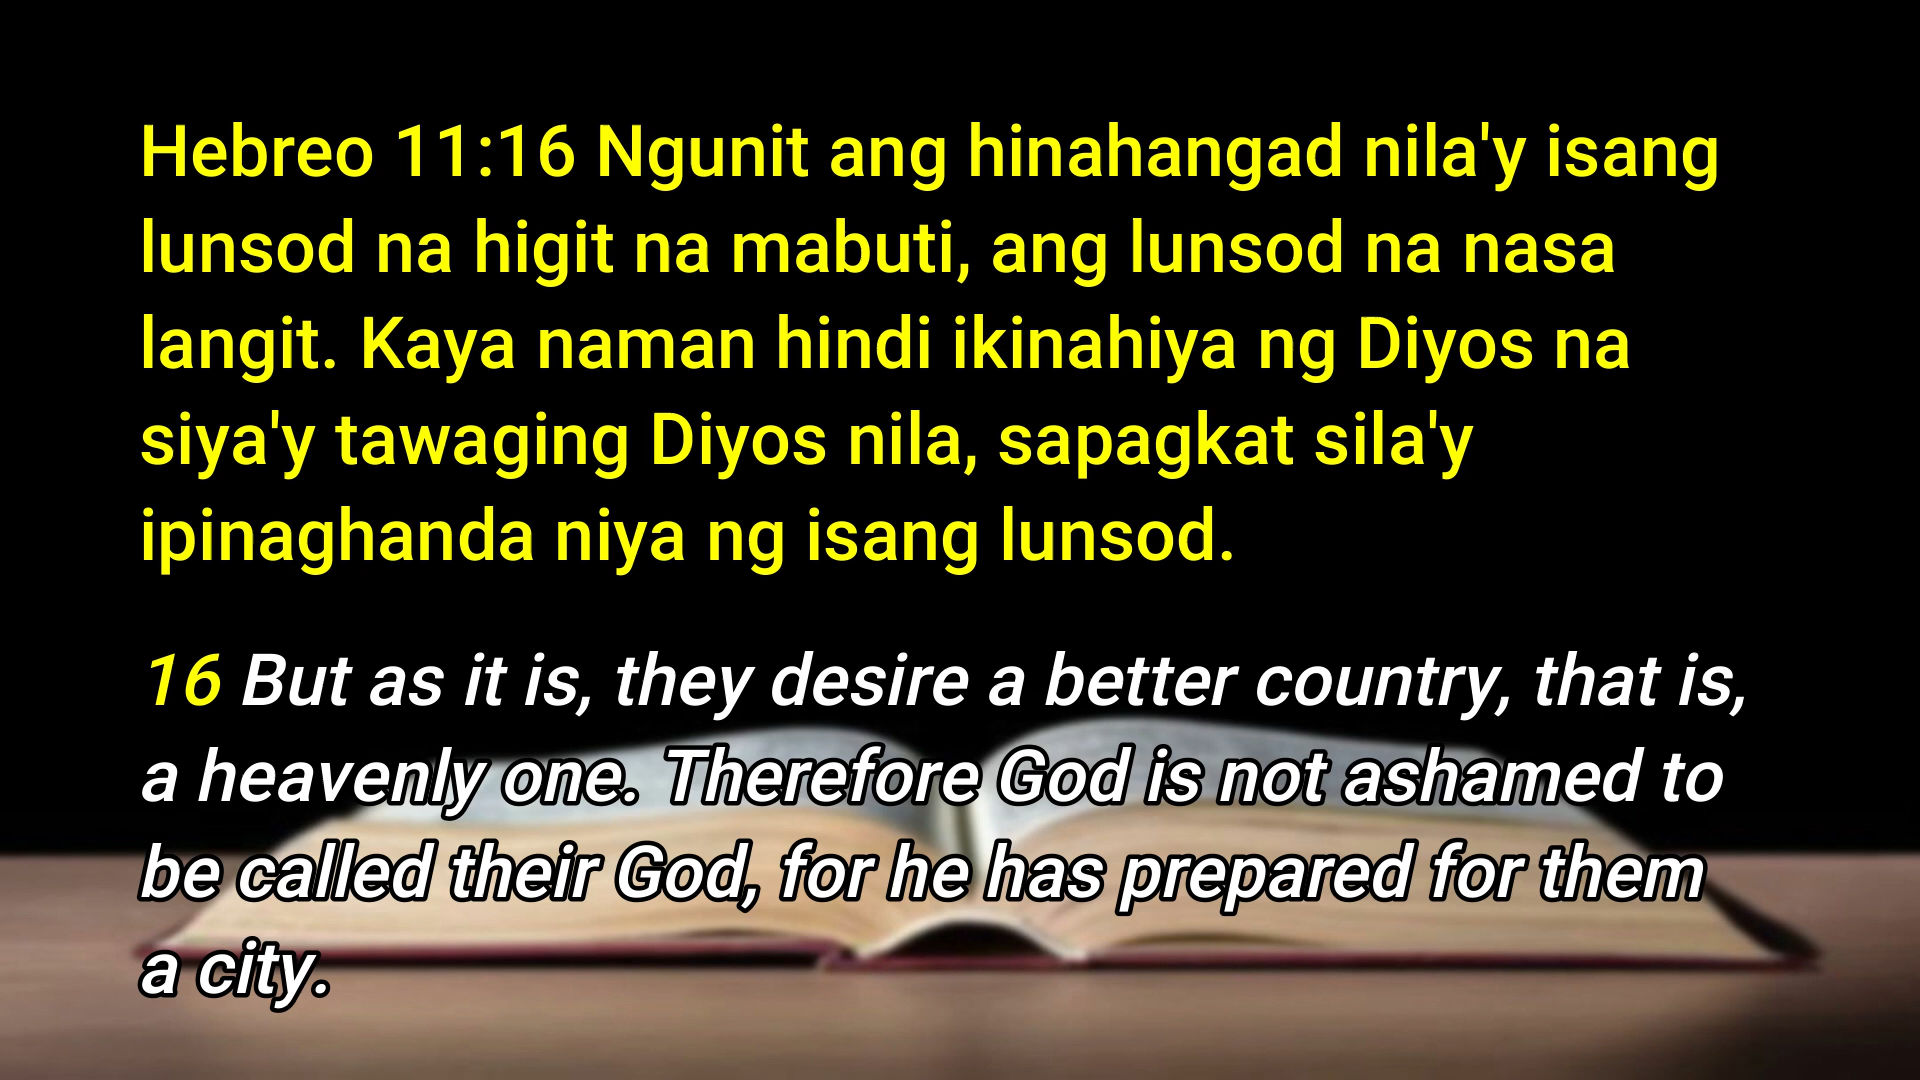 Hebreo 11:16 Ngunit ang hinahangad nila'y isang
lunsod na higit na mabuti, ang lunsod na nasa
langit. Kaya naman hindi ikinahiya ng Diyos na
siya'y tawaging Diyos nila, sapagkat sila'y
ipinaghanda niya ng isang lunsod.
16 But as it is, they desire a better country, that is,
a heavenly one. Therefore God is not ashamed to
be called their God, for he has prepared for them
a city.